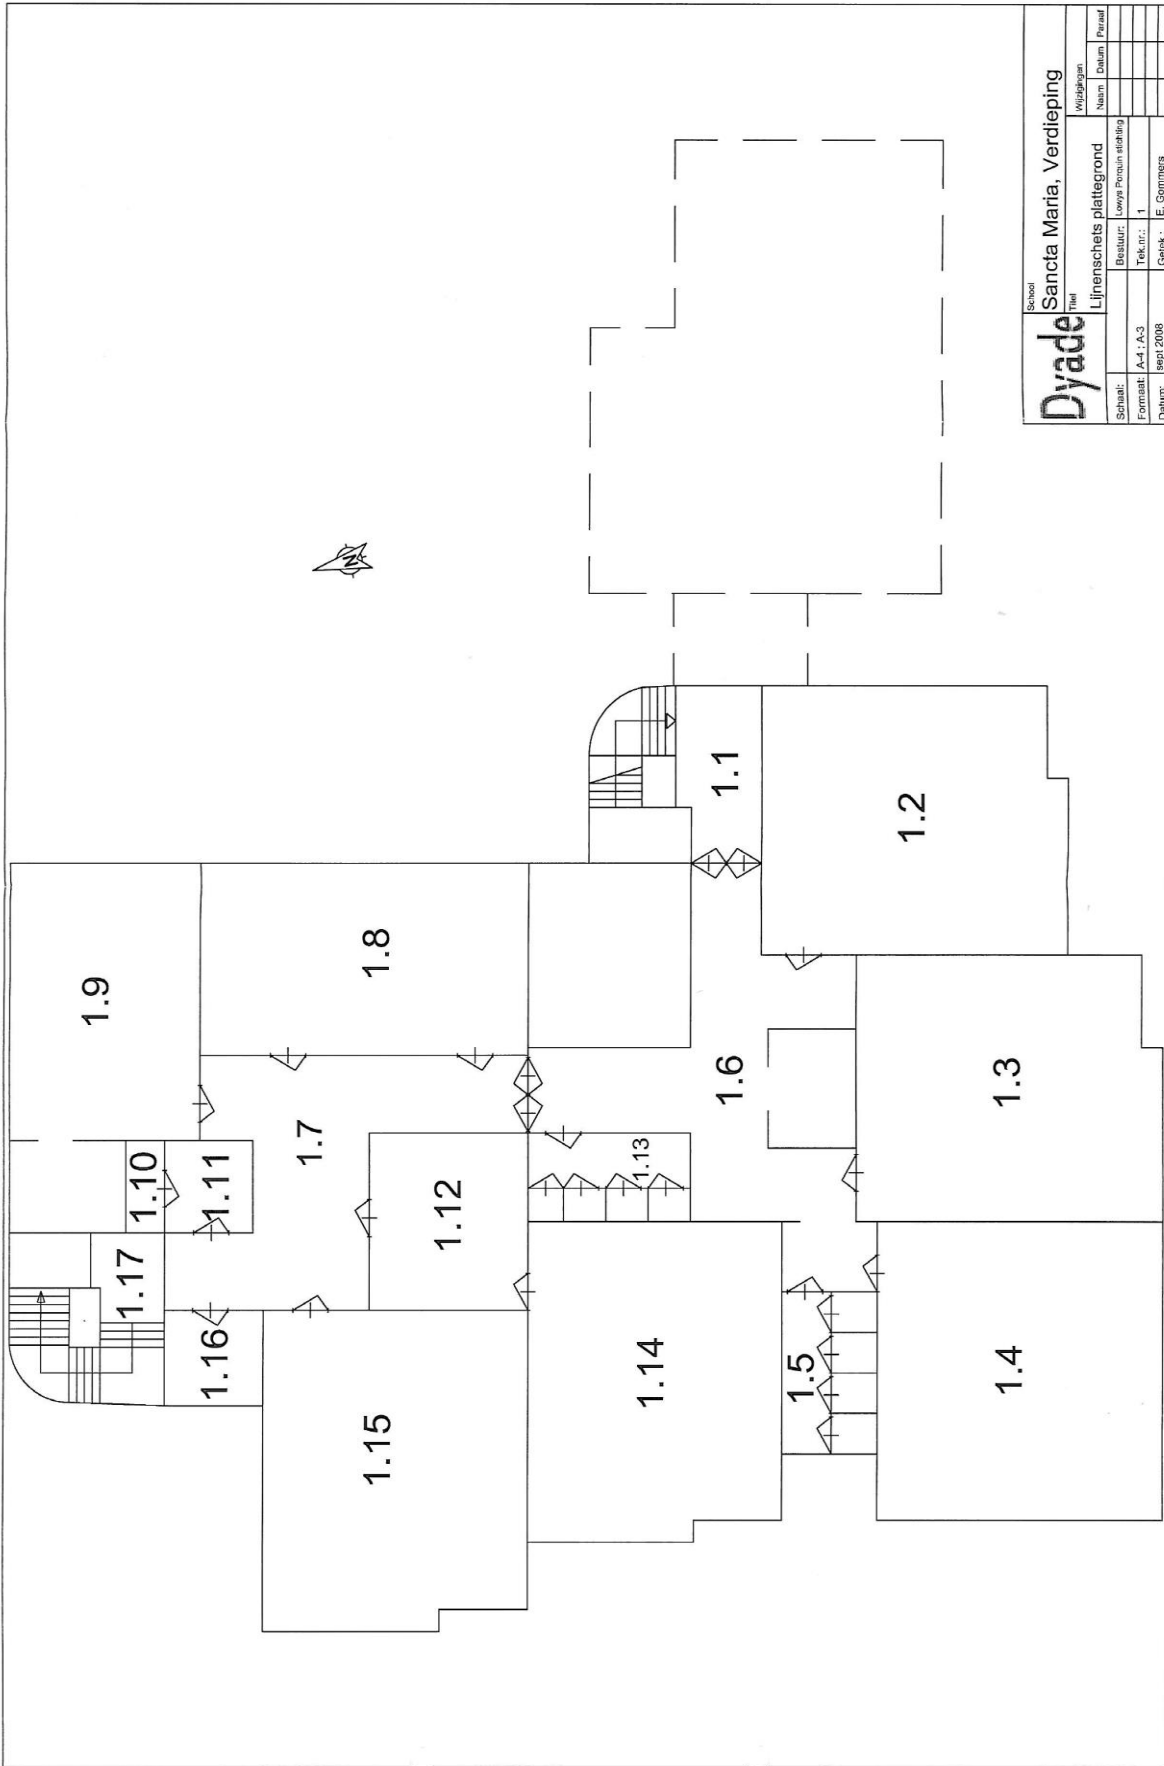 1.9
1.8
1.10
1.11
1.7
1.17
1.16
1.12
1.15
1.13
1.14
1.6
1.1
1.2
1.3
1.5
1.4
N
Dyade
School
Sancta Maria, Verdieping
Titel
Lijnenschets plattegrond
Wijzigingen
Naam Datum Paraaf
Schaal: Bestuur: Lowys Porquin stichting
Formaat: A-4 ; A-3 Tek.nr.: 1
Datum: sept 2008 Getek.: E. Gommers